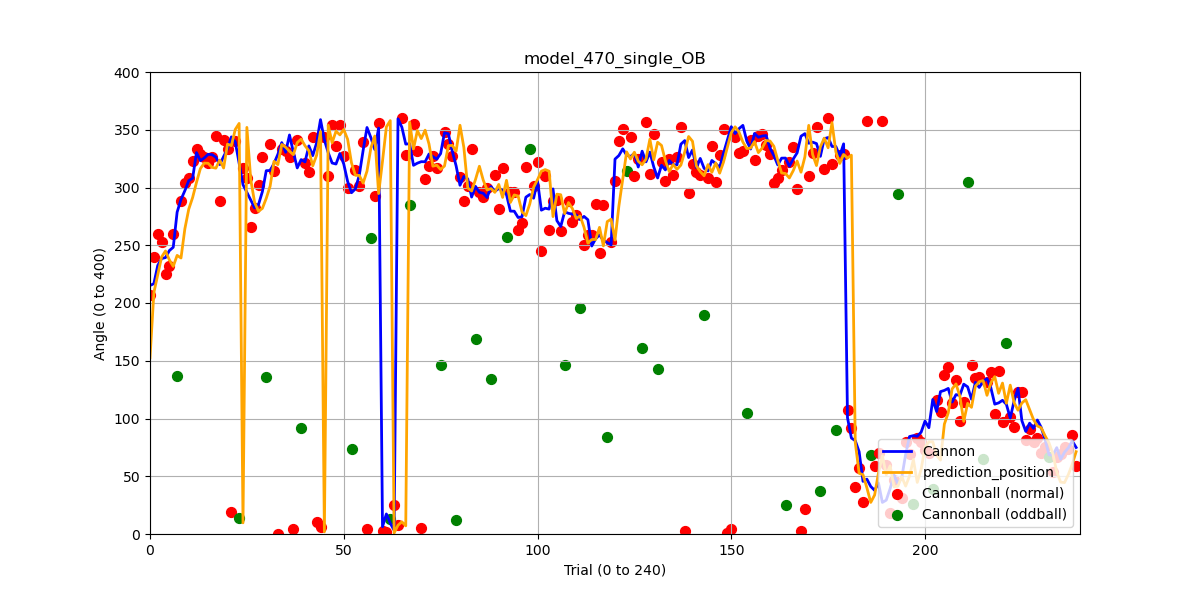 model_470_single_OB
400
350
300
250
200
150
100
50
0
Angle (0 to 400)
0 50 100 150 200
Trial (0 to 240)
Cannon
prediction_position
Cannonball (normal)
Cannonball (oddball)